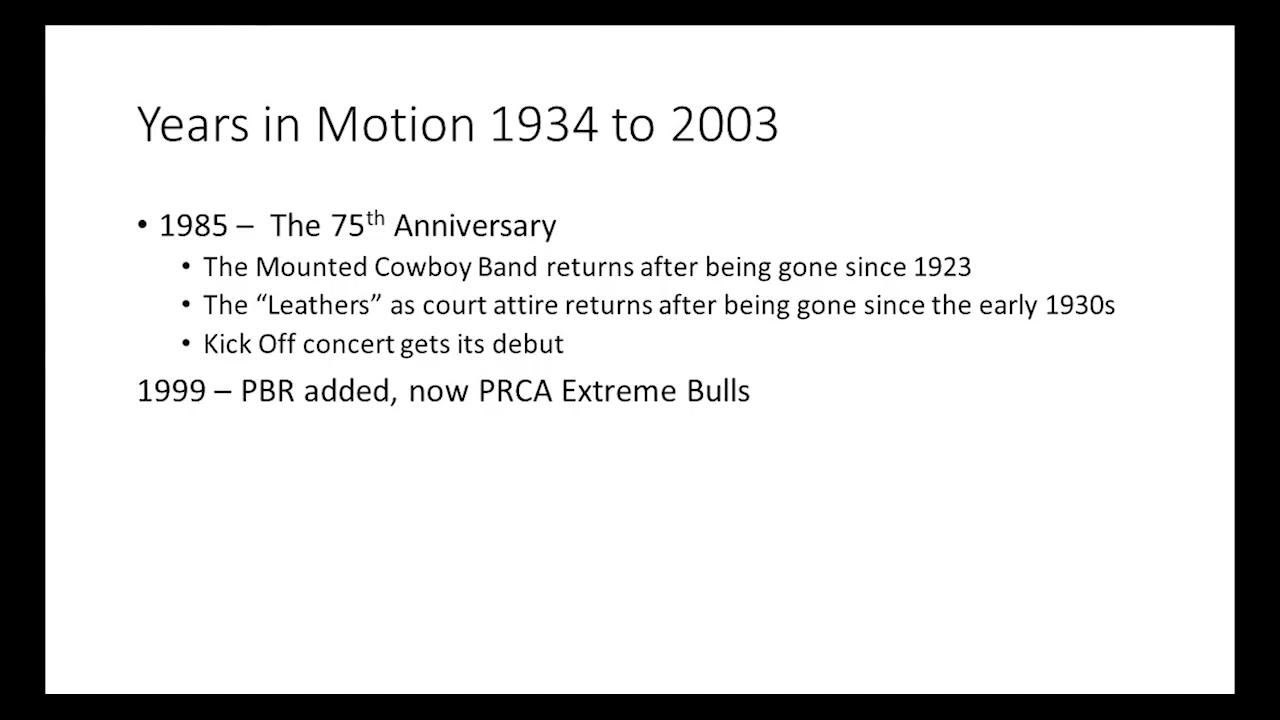 Years in Motion 1934 to 2003
• 1985 – The 75th Anniversary
• The Mounted Cowboy Band returns after being gone since 1923
• The “Leathers” as court attire returns after being gone since the early 1930s
• Kick Off concert gets its debut
1999 – PBR added, now PRCA Extreme Bulls